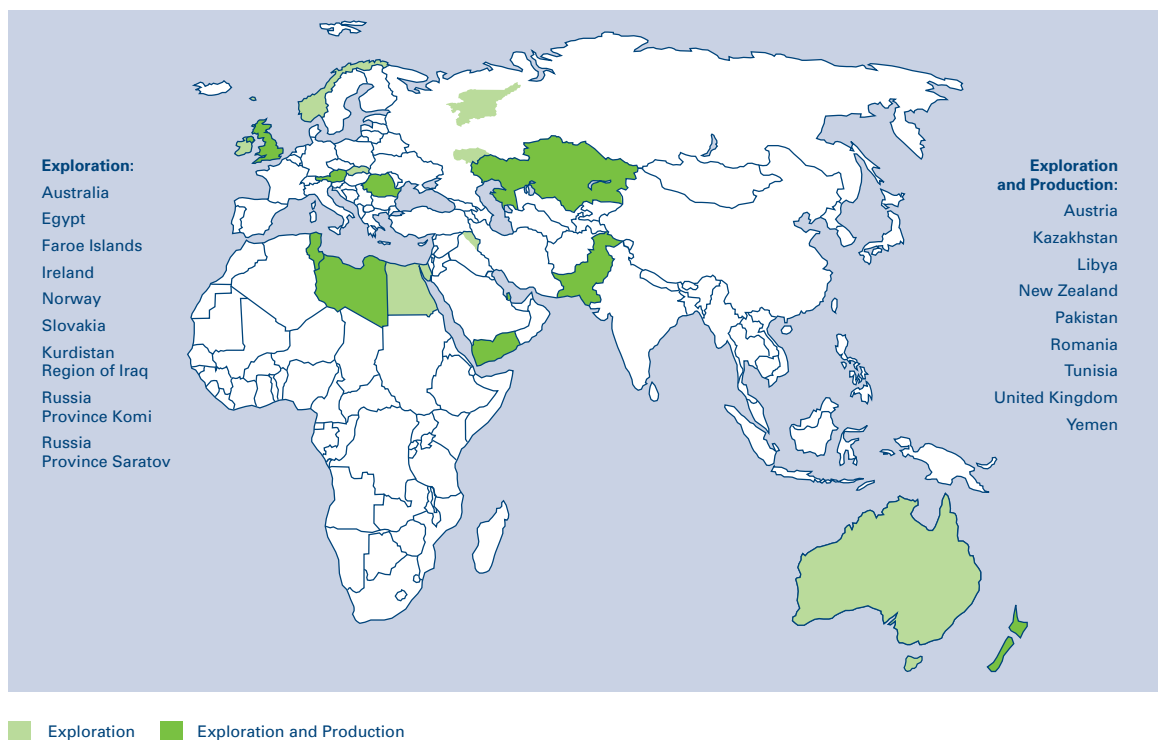 Exploration:
Australia
Egypt
Faroe Islands
Ireland
Norway
Slovakia
Kurdistan
Region of Iraq
Russia
Province Komi
Russia
Province Saratov
Exploration
and Production:
Austria
Kazakhstan
Libya
New Zealand
Pakistan
Romania
Tunisia
United Kingdom
Yemen
Exploration
Exploration and Production